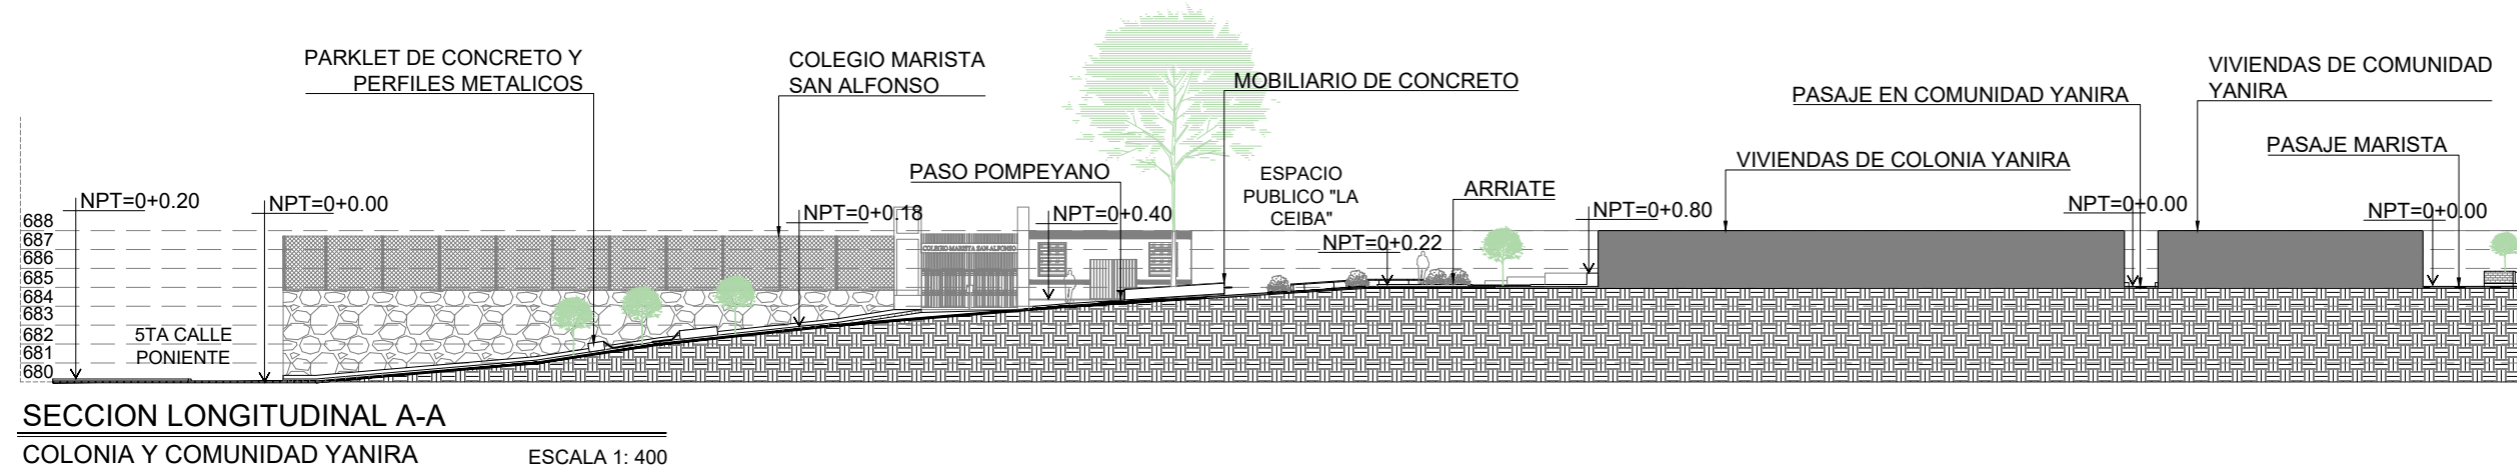 PARKLET DE CONCRETO Y
PERFILES METALICOS
COLEGIO MARISTA
SAN ALFONSO
MOBILIARIO DE CONCRETO
PASAJE EN COMUNIDAD YANIRA
VIVIENDAS DE COMUNIDAD
YANIRA
PASO POMPEYANO
ESPACIO
PUBLICO "LA
CEIBA"
ARRIATE
VIVIENDAS DE COLONIA YANIRA
PASAJE MARISTA
NPT=0+0.20
NPT=0+0.00
NPT=0+0.18
NPT=0+0.40
NPT=0+0.22
NPT=0+0.80
NPT=0+0.00
NPT=0+0.00
688
687
686
685
684
683
682
681
680
COLEGIO MARISTA SAN ALFONSO
5TA CALLE
PONIENTE
SECCION LONGITUDINAL A-A
COLONIA Y COMUNIDAD YANIRA
ESCALA 1: 400